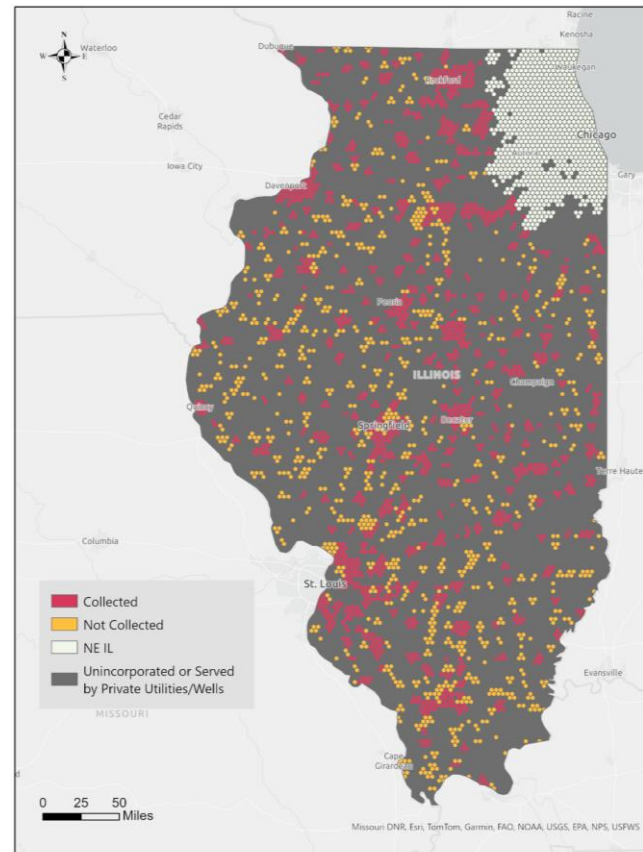 Racine
Kenosha
N
W E
S
Waterloo
Dubuque
Rockford
Waukegan
Cedar
Rapids
Chicago
Iowa City
Davenport
Gary
Peoria
ILLINOIS
Champaign
Quincy
Springfield
Decatur
Terre Haute
Columbia
St. Louis
Collected
Not Collected
NE IL
Unincorporated or Served
by Private Utilities/Wells
MISSOURI
Evansville
Cape
Girardeau
d
0 25 50
Miles
Missouri DNR, Esri, TomTom, Garmin, FAO, NOAA, USGS, EPA, NPS, USFWS